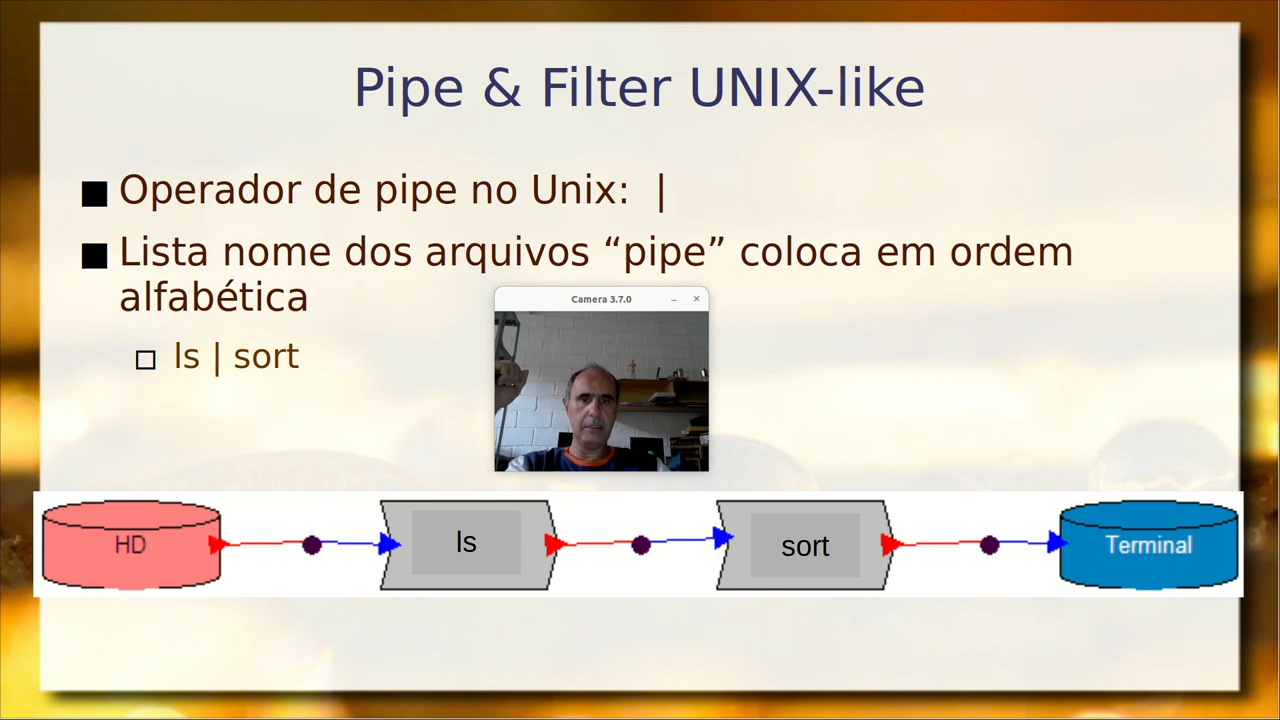 Pipe & Filter UNIX-like
■ Operador de pipe no Unix:  |
■ Lista nome dos arquivos “pipe” coloca em ordem
alfabética
□ ls | sort
Camera 3.7.0
HD
ls
sort
Terminal